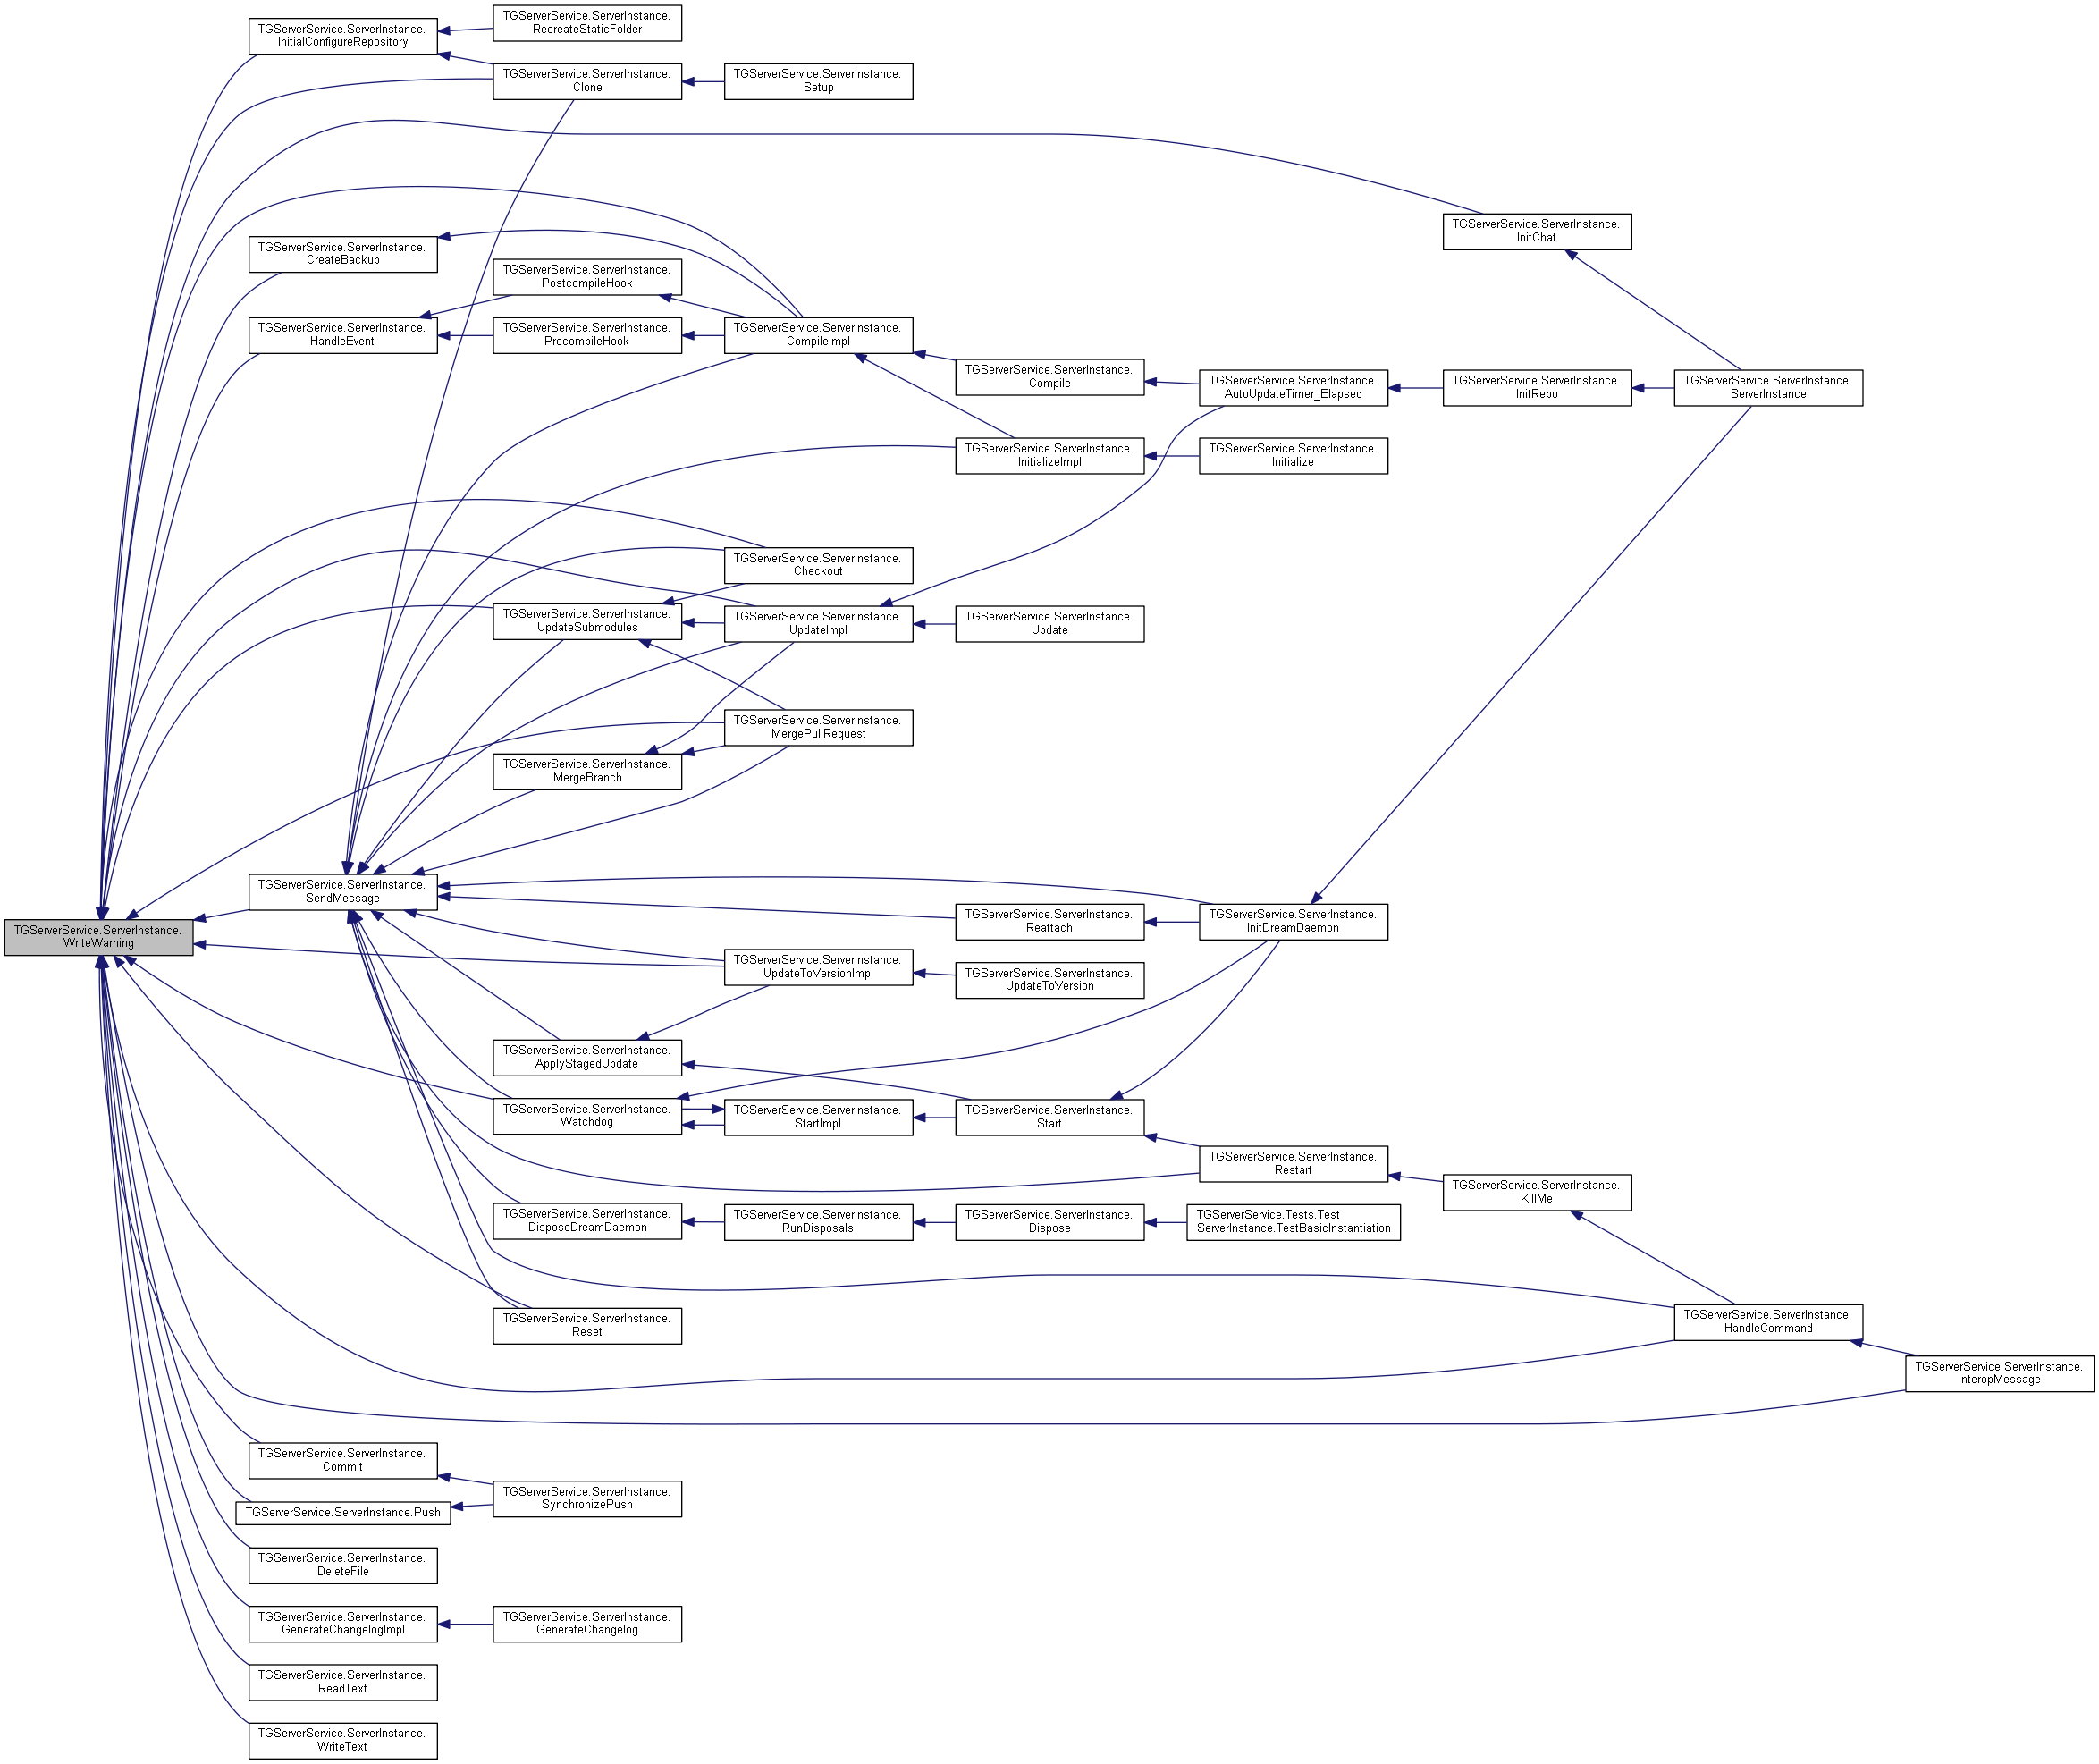 TGServerService.ServerInstance.
WriteWarning
TGServerService.ServerInstance.
InitialConfigureRepository
TGServerService.ServerInstance.
CreateBackup
TGServerService.ServerInstance.
HandleEvent
TGServerService.ServerInstance.
SendMessage
TGServerService.ServerInstance.
Commit
TGServerService.ServerInstance.Push
TGServerService.ServerInstance.
DeleteFile
TGServerService.ServerInstance.
GenerateChangelogImpl
TGServerService.ServerInstance.
ReadText
TGServerService.ServerInstance.
WriteText
TGServerService.ServerInstance.
RecreateStaticFolder
TGServerService.ServerInstance.
Clone
TGServerService.ServerInstance.
PostcompileHook
TGServerService.ServerInstance.
PrecompileHook
TGServerService.ServerInstance.
UpdateSubmodules
TGServerService.ServerInstance.
MergeBranch
TGServerService.ServerInstance.
ApplyStagedUpdate
TGServerService.ServerInstance.
Watchdog
TGServerService.ServerInstance.
DisposeDreamDaemon
TGServerService.ServerInstance.
Reset
TGServerService.ServerInstance.
SynchronizePush
TGServerService.ServerInstance.
GenerateChangelog
TGServerService.ServerInstance.
Setup
TGServerService.ServerInstance.
CompileImpl
TGServerService.ServerInstance.
Checkout
TGServerService.ServerInstance.
UpdateImpl
TGServerService.ServerInstance.
MergePullRequest
TGServerService.ServerInstance.
UpdateToVersionImpl
TGServerService.ServerInstance.
StartImpl
TGServerService.ServerInstance.
RunDisposals
TGServerService.ServerInstance.
Compile
TGServerService.ServerInstance.
InitializeImpl
TGServerService.ServerInstance.
Update
TGServerService.ServerInstance.
Reattach
TGServerService.ServerInstance.
UpdateToVersion
TGServerService.ServerInstance.
Start
TGServerService.ServerInstance.
Dispose
TGServerService.ServerInstance.
AutoUpdateTimer_Elapsed
TGServerService.ServerInstance.
Initialize
TGServerService.ServerInstance.
InitDreamDaemon
TGServerService.ServerInstance.
Restart
TGServerService.Tests.Test
ServerInstance.TestBasicInstantiation
TGServerService.ServerInstance.
InitChat
TGServerService.ServerInstance.
InitRepo
TGServerService.ServerInstance.
KillMe
TGServerService.ServerInstance.
ServerInstance
TGServerService.ServerInstance.
HandleCommand
TGServerService.ServerInstance.
InteropMessage